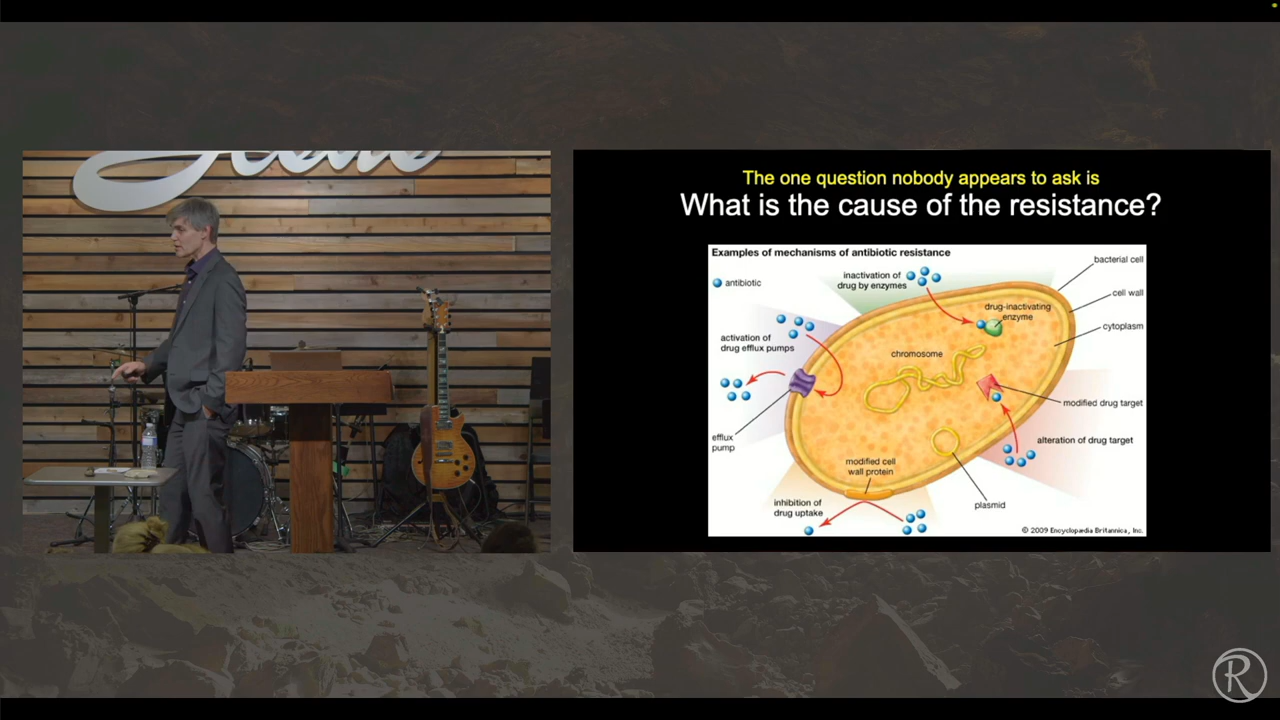 The one question nobody appears to ask is
What is the cause of the resistance?
Examples of mechanisms of antibiotic resistance
antibiotic
inactivation of
drug by enzymes
bacterial cell
cell wall
drug-inactivating
enzyme
cytoplasm
activation of
drug efflux pumps
chromosome
modified drug target
efflux
pump
alteration of drug target
modified cell
wall protein
inhibition of
drug uptake
plasmid
© 2009 Encyclopædia Britannica, Inc.
R